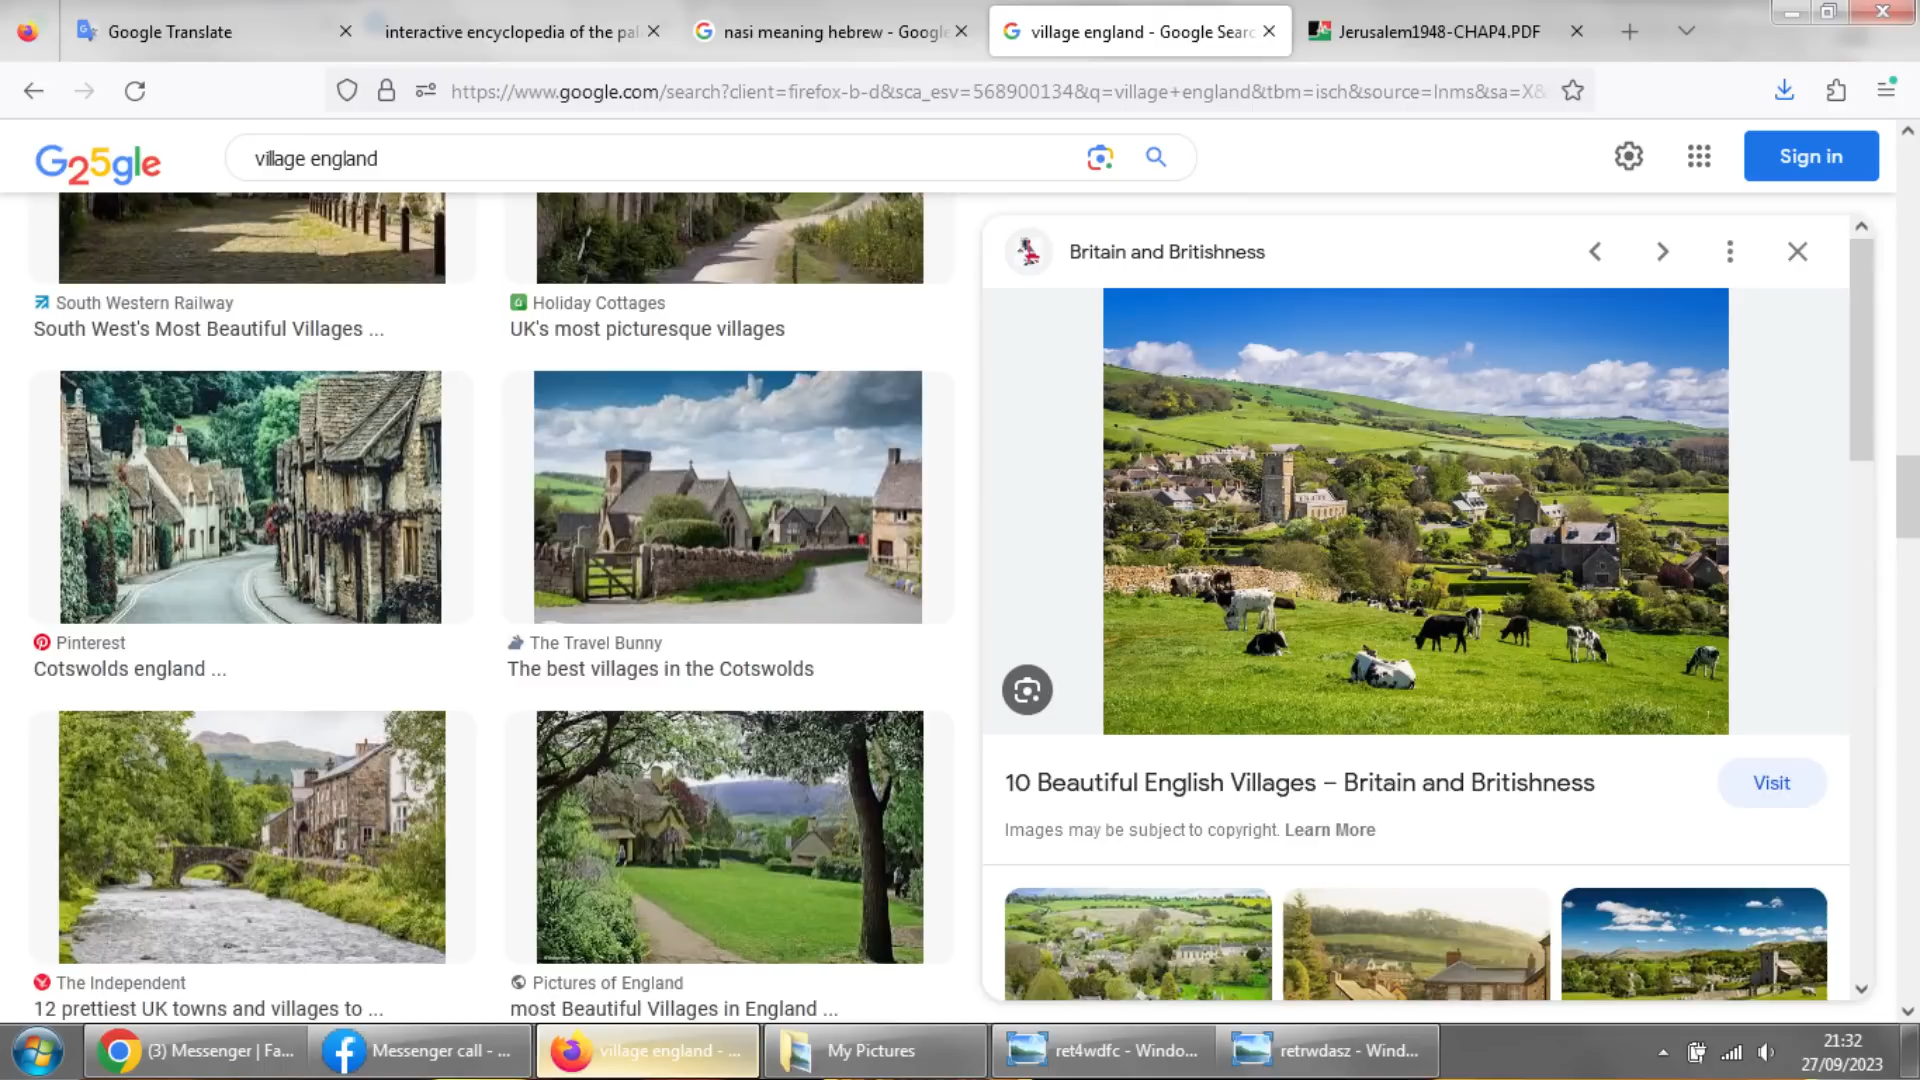 Google Translate
interactive encyclopedia of the pal
nasi meaning hebrew - Google
village england - Google Searc
Jerusalem1948-CHAP4.PDF
https://www.google.com/search?client=firefox-b-d&sca_esv=568900134&q=village+england&tbm=isch&source=lnms&sa=X&
G25gle
village england
Sign in
South Western Railway
South West's Most Beautiful Villages ...
Holiday Cottages
UK's most picturesque villages
Pinterest
Cotswolds england ...
The Travel Bunny
The best villages in the Cotswolds
The Independent
12 prettiest UK towns and villages to ...
Pictures of England
most Beautiful Villages in England ...
Britain and Britishness
10 Beautiful English Villages – Britain and Britishness
Visit
Images may be subject to copyright. Learn More
(3) Messenger | Fa...
Messenger call - ...
village england - ...
My Pictures
ret4wdfc - Windo...
retrwdasz - Wind...
21:32
27/09/2023